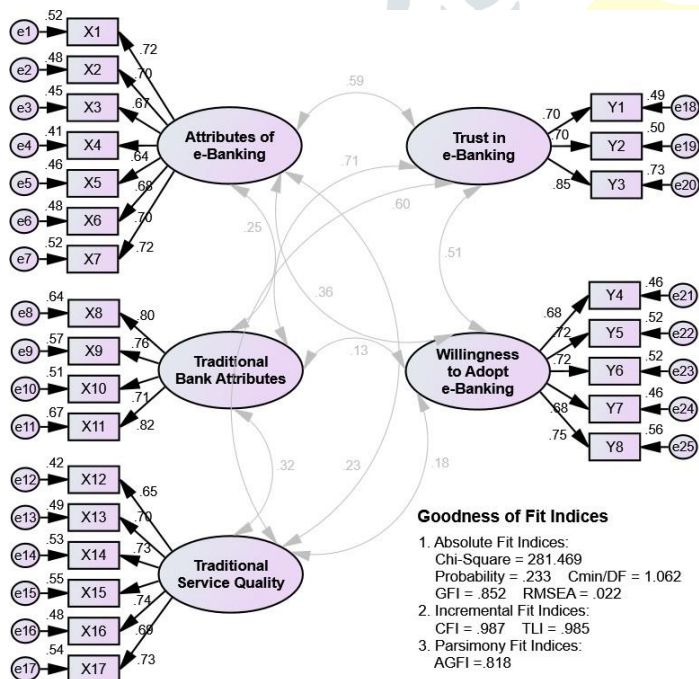 .52
e1 X1
.72
.48
e2 X2
.70
.45
e3 X3
.67
.41
e4 X4
.64
.46
e5 X5
.68
.48
e6 X6
.70
.52
e7 X7
.72
Attributes of
e-Banking
.59
Trust in
e-Banking
.70
Y1
.49
e18
.70
Y2
.50
e19
.85
Y3
.73
e20
.71
.60
.25
.51
.36
.64
e8 X8
.80
.57
e9 X9
.76
.51
e10 X10
.71
.67
e11 X11
.82
Traditional
Bank Attributes
.13
Willingness
to Adopt
e-Banking
.68
Y4
.46
e21
.72
Y5
.52
e22
.72
Y6
.52
e23
.68
Y7
.46
e24
.75
Y8
.56
e25
.32
.23
.18
.42
e12 X12
.65
.49
e13 X13
.70
.53
e14 X14
.73
.55
e15 X15
.74
.48
e16 X16
.69
.54
e17 X17
.73
Traditional
Service Quality
Goodness of Fit Indices
1. Absolute Fit Indices:
Chi-Square = 281.469
Probability = .233 Cmin/DF = 1.062
GFI = .852 RMSEA = .022
2. Incremental Fit Indices:
CFI = .987 TLI = .985
3. Parsimony Fit Indices:
AGFI =.818